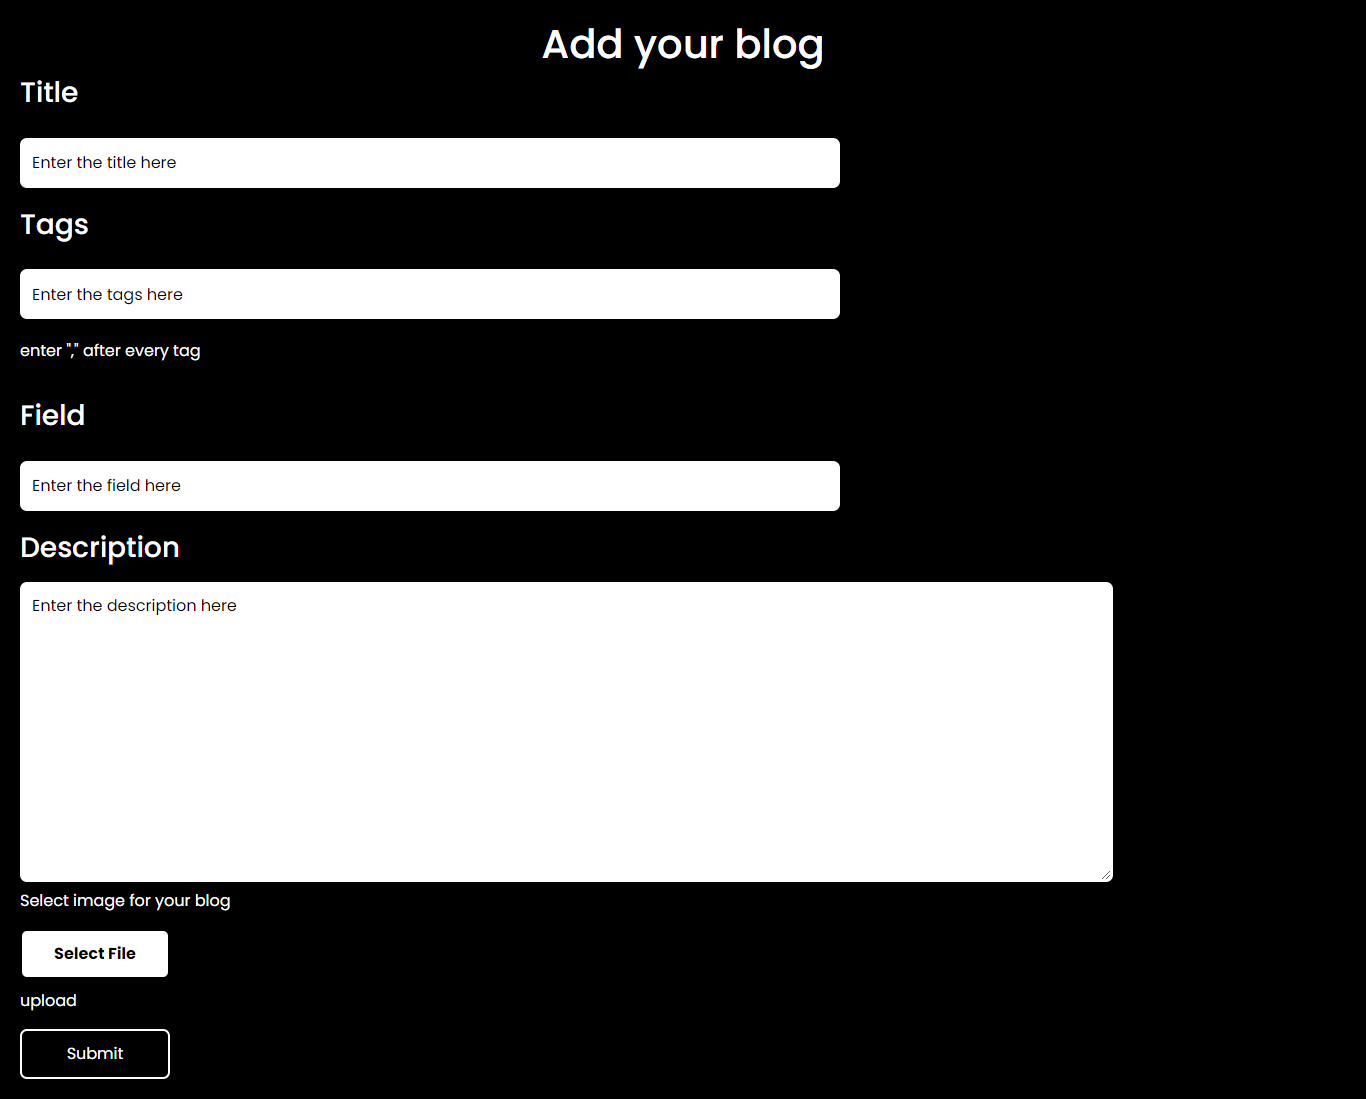 Add your blog
Title
Enter the title here
Tags
Enter the tags here
enter "," after every tag
Field
Enter the field here
Description
Enter the description here
Select image for your blog
Select File
upload
Submit